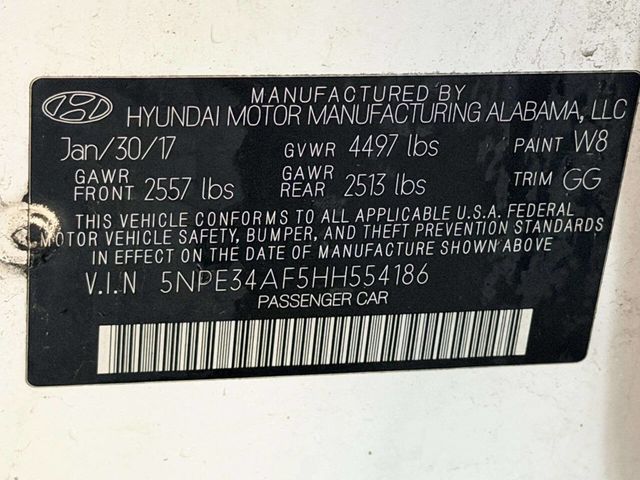 MANUFACTURED BY
HYUNDAI MOTOR MANUFACTURING ALABAMA, LLC
Jan/30/17 GVWR 4497 lbs PAINT W8
GAWR FRONT 2557 lbs GAWR REAR 2513 lbs TRIM GG
THIS VEHICLE CONFORMS TO ALL APPLICABLE U.S.A. FEDERAL
MOTOR VEHICLE SAFETY, BUMPER, AND THEFT PREVENTION STANDARDS
IN EFFECT ON THE DATE OF MANUFACTURE SHOWN ABOVE
V.I.N 5NPE34AF5HH554186
PASSENGER CAR